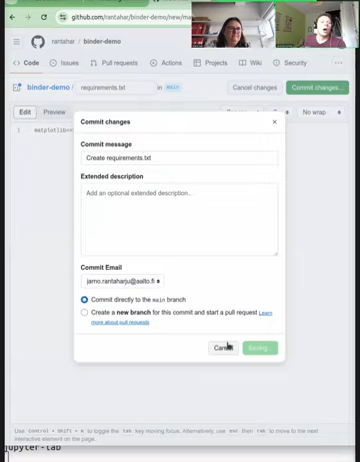 github.com/rantahar/binder-demo/new/ma
rantahar / binder-demo
Code
Issues
Pull requests
Actions
Projects
Wiki
Security
binder-demo / requirements.txt in main
Cancel changes
Commit changes...
Edit
Preview
No wrap
1 matplotlib==
Commit changes
Commit message
Create requirements.txt
Extended description
Add an optional extended description..
Commit Email
jarno.rantaharju@aalto.fi
Commit directly to the main branch
Create a new branch for this commit and start a pull request Learn
more about pull requests
Cancel
Saving...
Use Control + Shift + m to toggle the tab key moving focus. Alternatively, use esc then tab to move to the next
interactive element on the page.
jupyter-lab